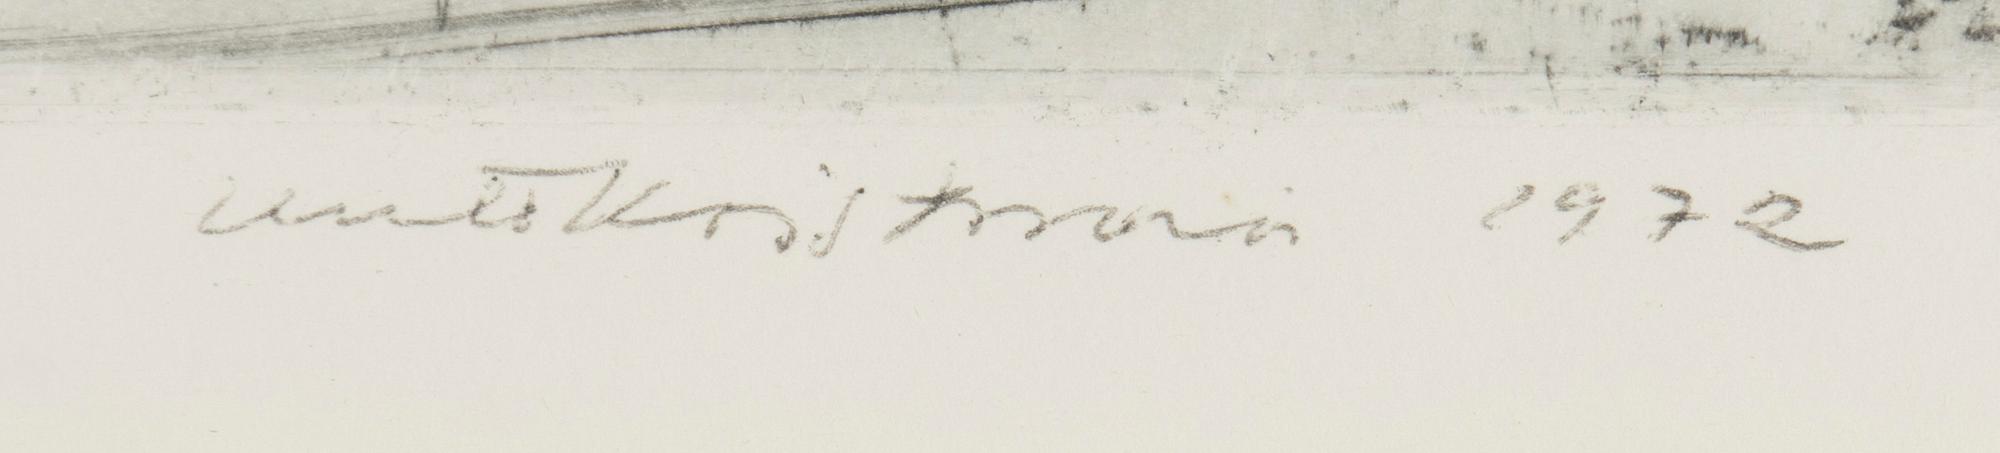 Unto Koistinen 1972